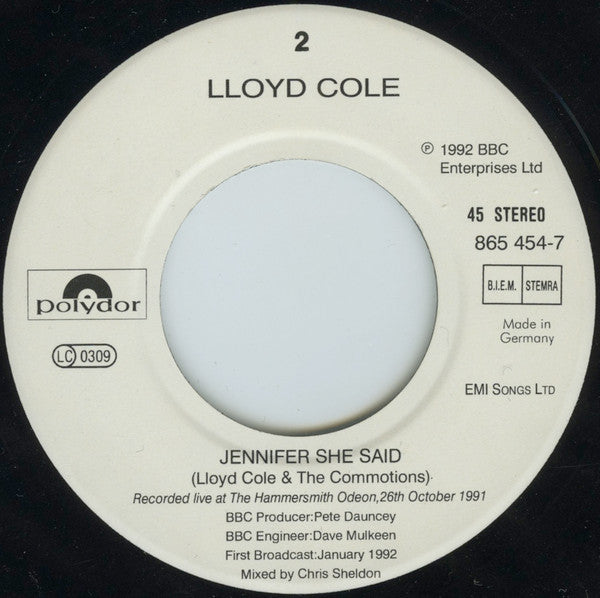 2
LLOYD COLE
℗ 1992 BBC
Enterprises Ltd
45 STEREO
865 454-7
polydor
B.I.E.M. STEMRA
LC 0309
Made in
Germany
EMI SONGS LTD
JENNIFER SHE SAID
(Lloyd Cole & The Commotions)
Recorded live at The Hammersmith Odeon,26th October 1991
BBC Producer:Pete Dauncey
BBC Engineer:Dave Mulkeen
First Broadcast:January 1992
Mixed by Chris Sheldon